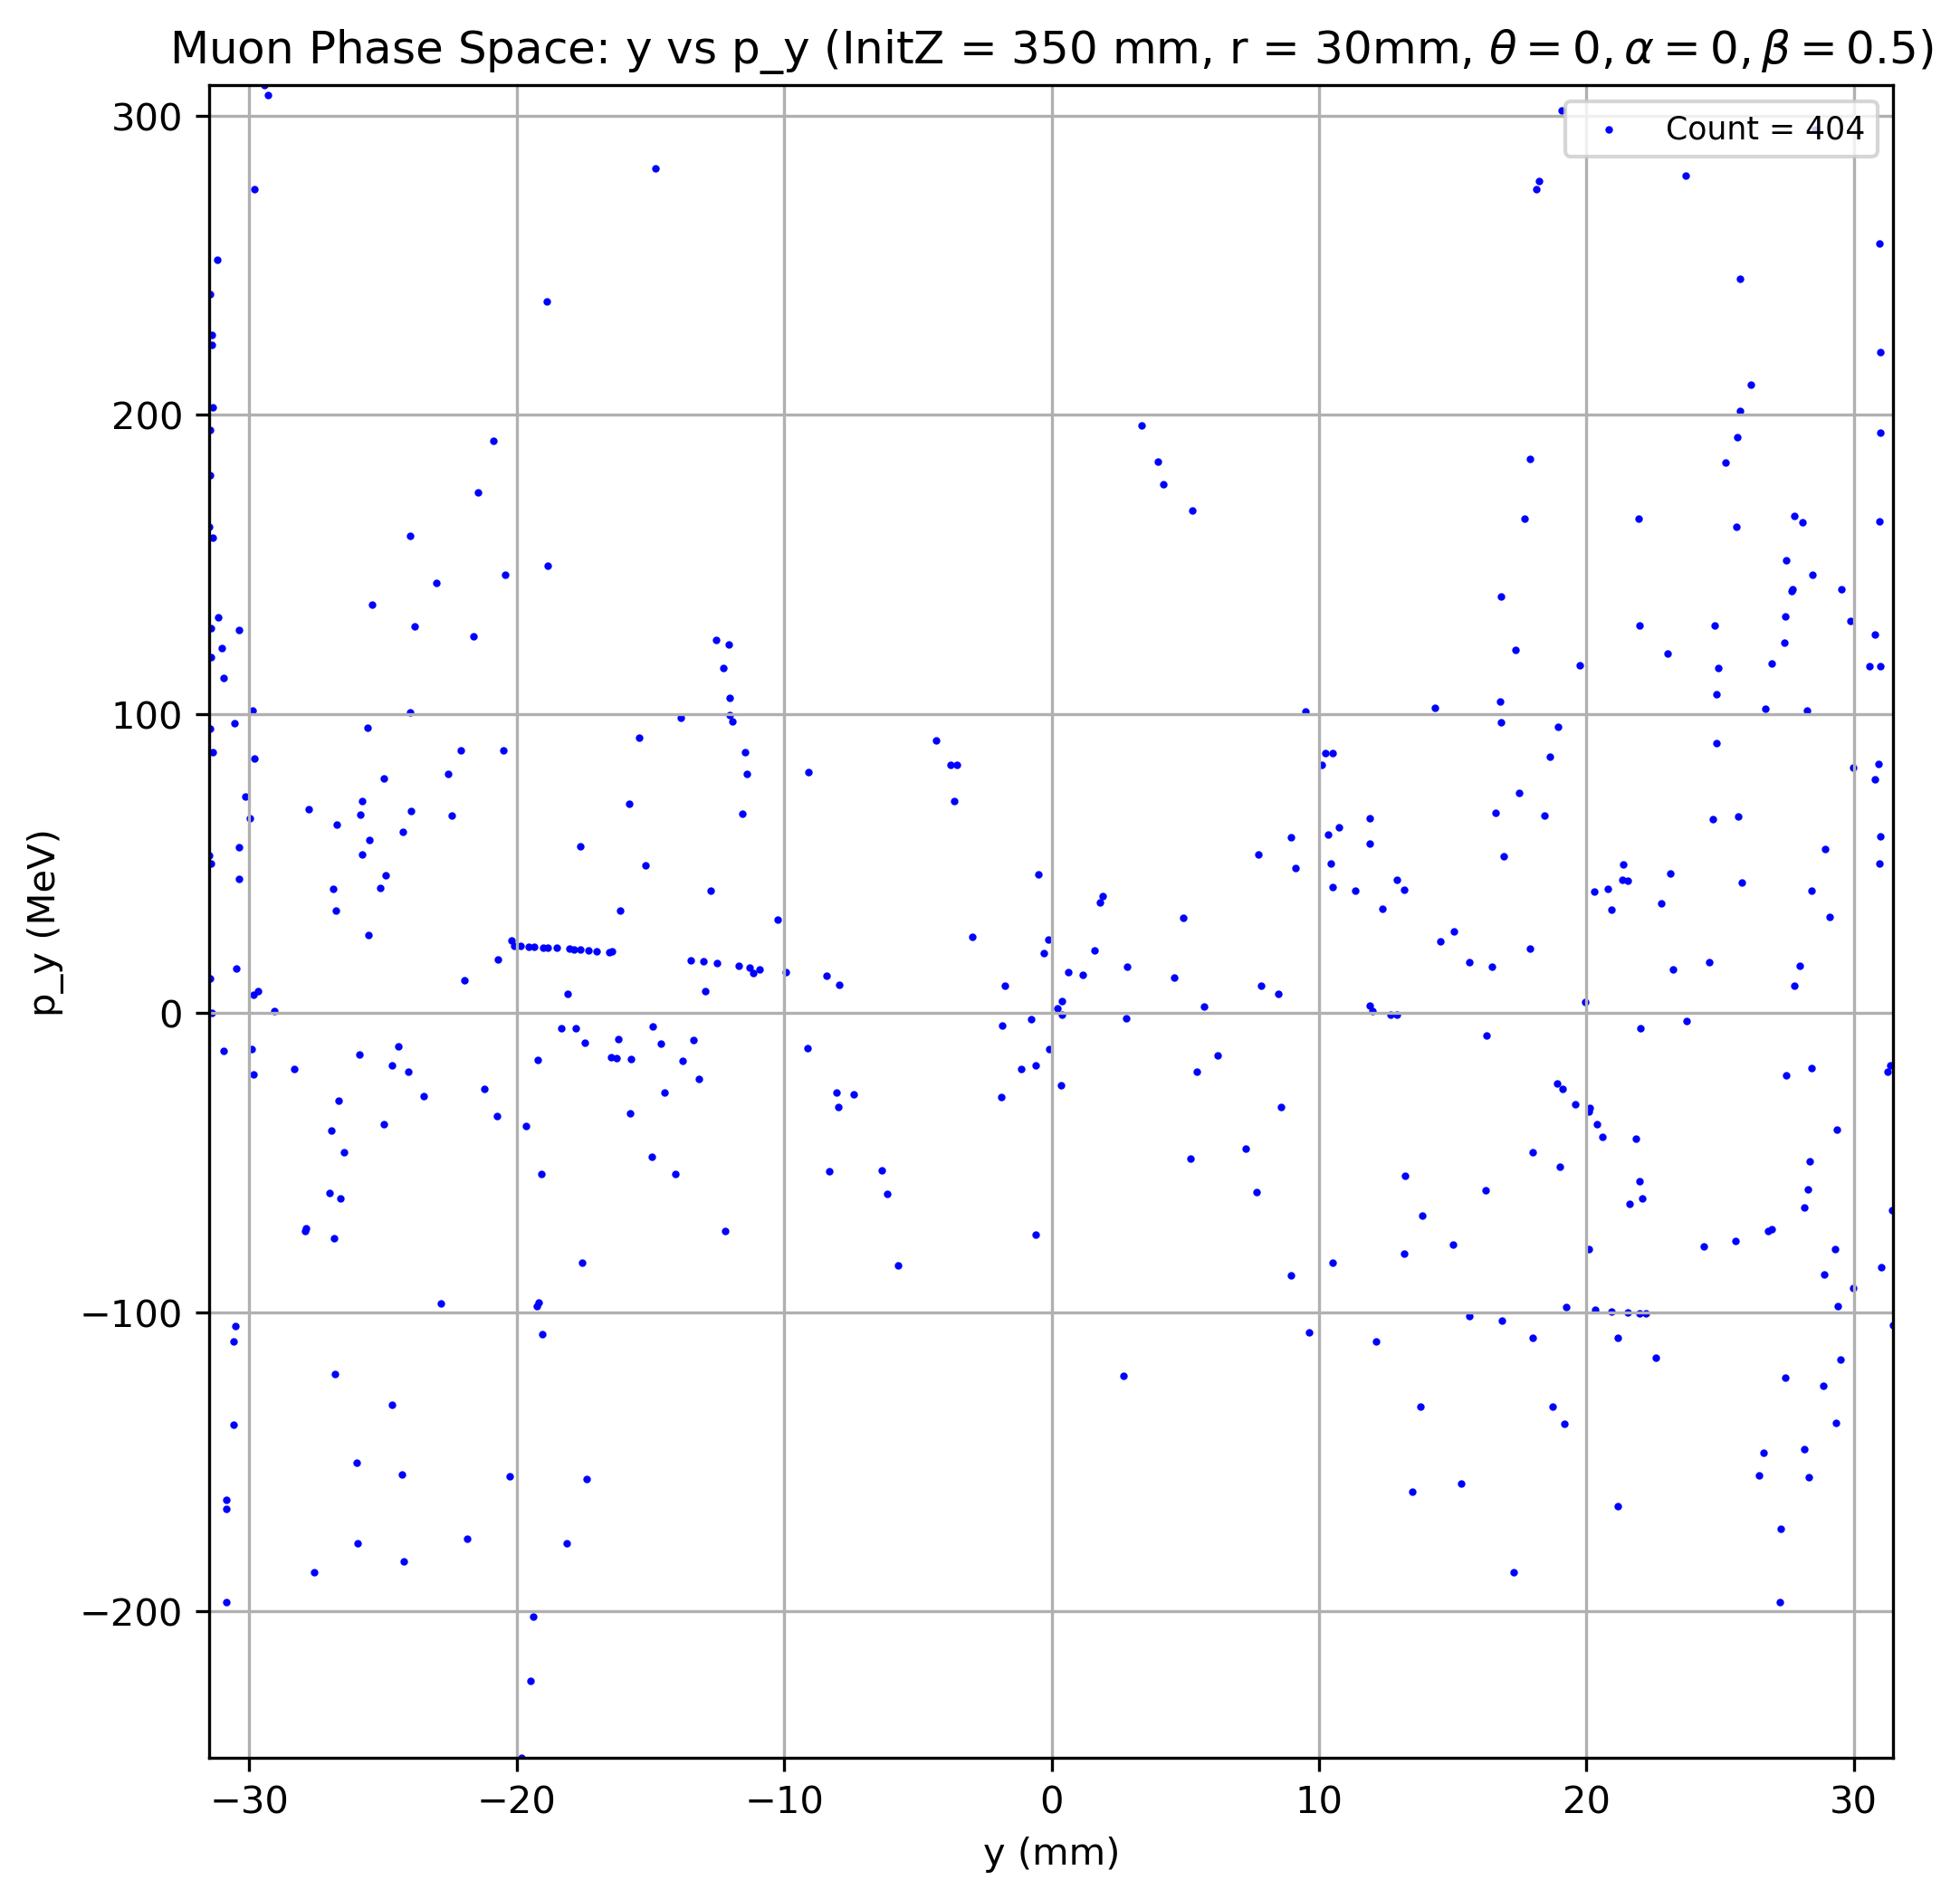 Muon Phase Space: y vs p_y (InitZ = 350 mm, r = 30mm, θ = 0, α = 0, β = 0.5)
Count = 404
300
200
100
0
−100
−200
p_y (MeV)
−30 −20 −10 0 10 20 30
y (mm)